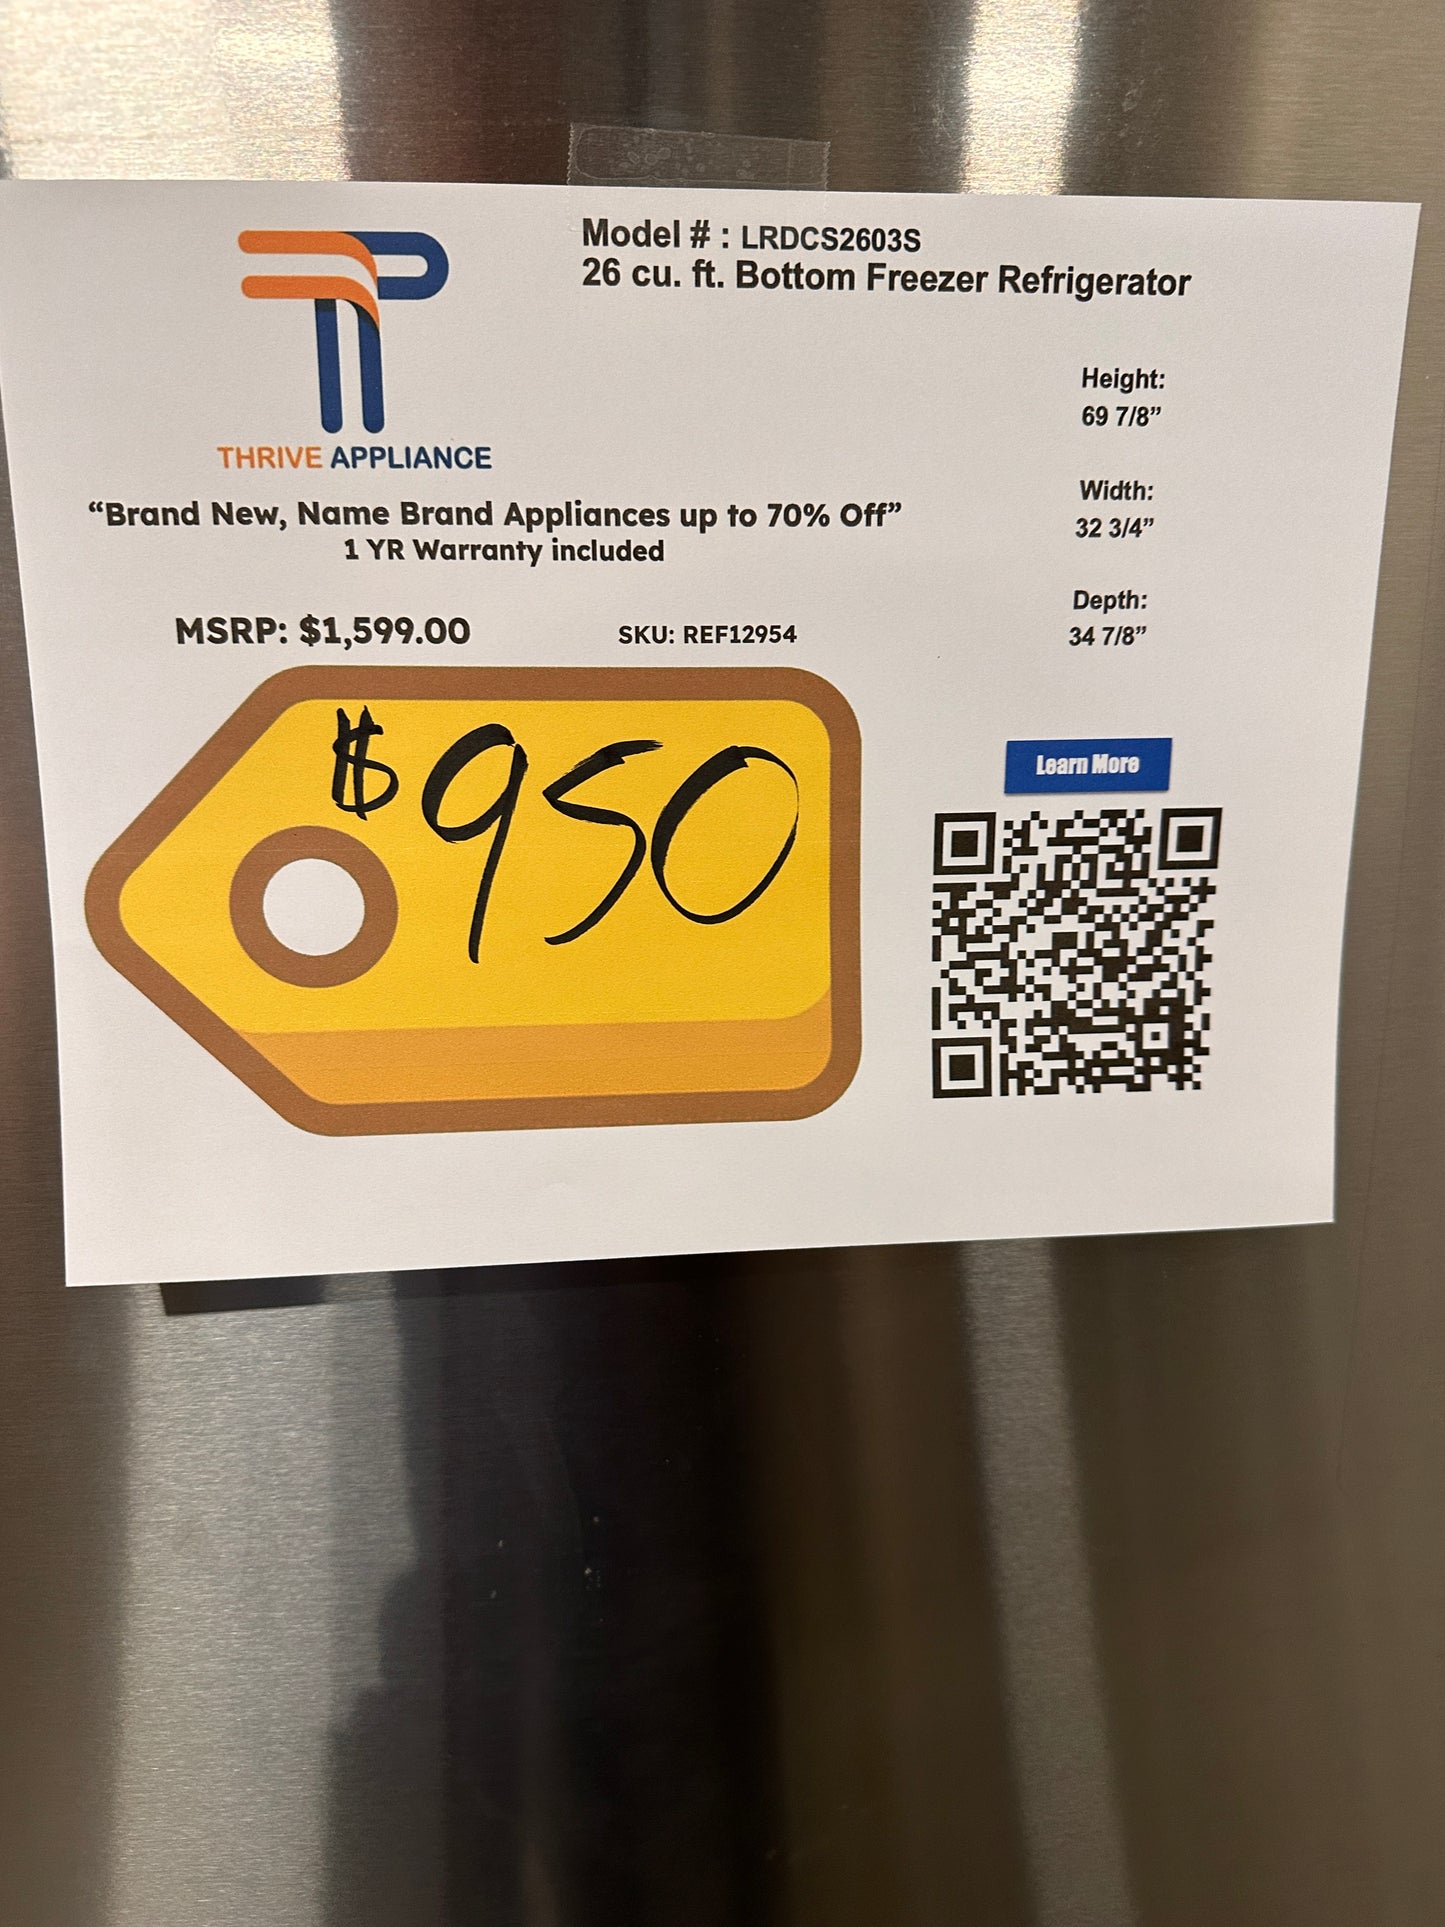 Model # : LRDCS2603S
26 cu. ft. Bottom Freezer Refrigerator
THRIVE APPLIANCE
“Brand New, Name Brand Appliances up to 70% Off”
1 YR Warranty included
MSRP: $1,599.00
SKU: REF12954
Height:
69 7/8”
Width:
32 3/4”
Depth:
34 7/8”
$950
Learn More